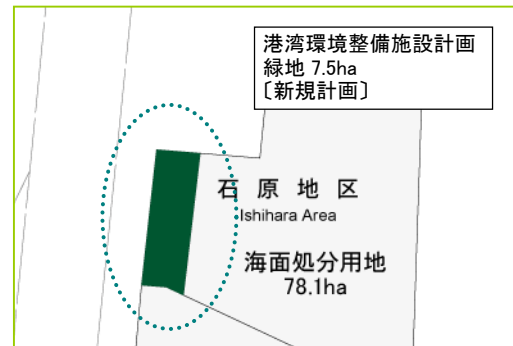 港湾環境整備施設計画
緑地 7.5ha
〔新規計画〕
石 原 地 区
Ishihara Area
海面処分用地
78.1ha